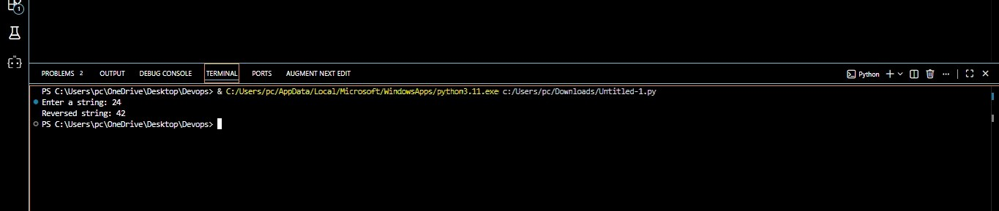 1
PROBLEMS 2 OUTPUT DEBUG CONSOLE TERMINAL PORTS AUGMENT NEXT EDIT Python
PS C:\Users\pc\OneDrive\Desktop\Devops> & C:/Users/pc/AppData/Local/Microsoft/WindowsApps/python3.11.exe c:/Users/pc/Downloads/Untitled-1.py
Enter a string: 24
Reversed string: 42
PS C:\Users\pc\OneDrive\Desktop\Devops>